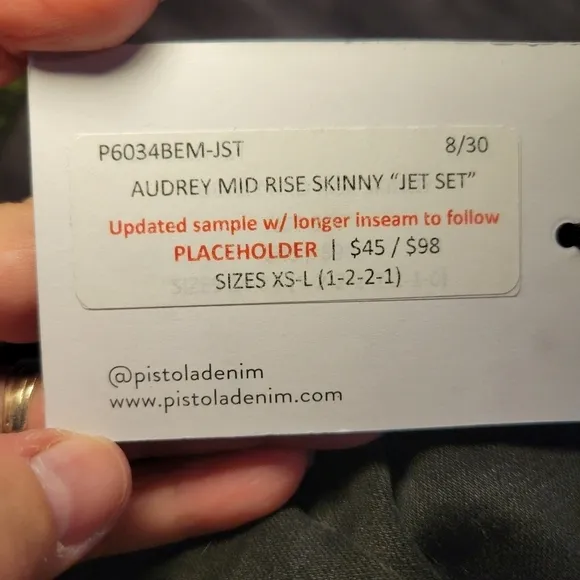 P6034BEM-JST 8/30
AUDREY MID RISE SKINNY “JET SET”
Updated sample w/ longer inseam to follow
PLACEHOLDER | $45 / $98
SIZES XS-L (1-2-2-1)
@pistoladenim
www.pistoladenim.com